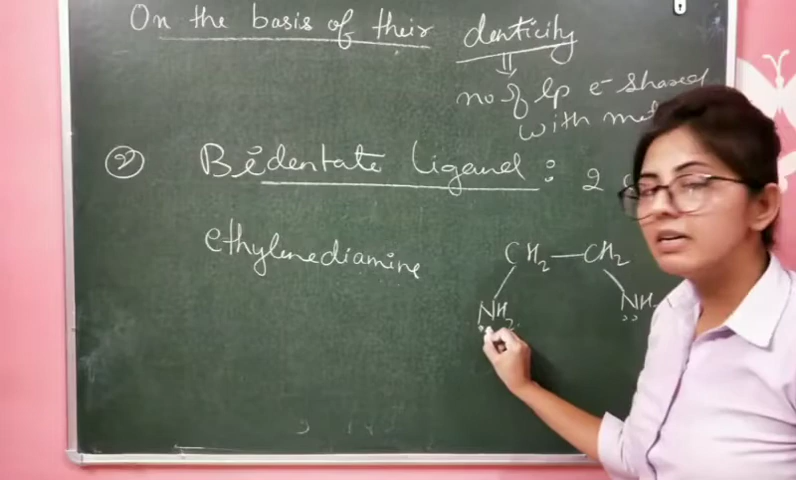 On the basis of their denticity
no of lp e- shared
with
② Bidentate ligand : 2
ethylenediamine
CH2 — CH2
NH2 NH